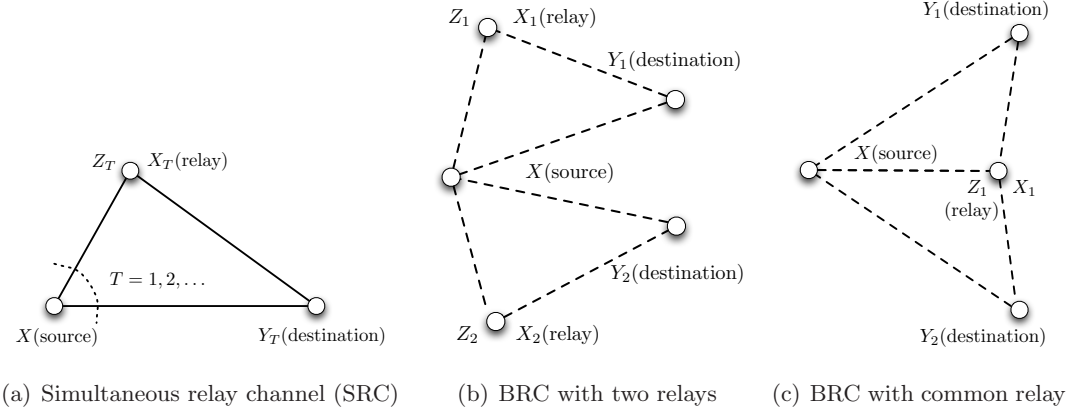 Z_T X_T(relay)
T = 1, 2, . . .
X(source)
Y_T(destination)
(a) Simultaneous relay channel (SRC)
Z_1 X_1(relay)
Y_1(destination)
X(source)
Y_2(destination)
Z_2 X_2(relay)
(b) BRC with two relays
Y_1(destination)
X(source)
Z_1 X_1
(relay)
Y_2(destination)
(c) BRC with common relay